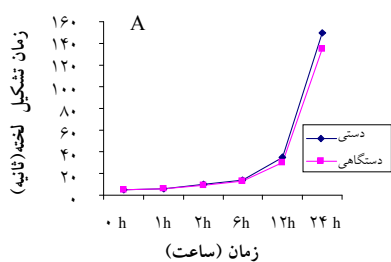 A
زمان تشکیل لخته(ثانیه)
۱۶۰
۱۴۰
۱۲۰
۱۰۰
۸۰
۶۰
۴۰
۲۰
۰
دستی
دستگاهی
۰ h ۱h ۲h ۶h ۱۲h ۲۴ h
زمان (ساعت)